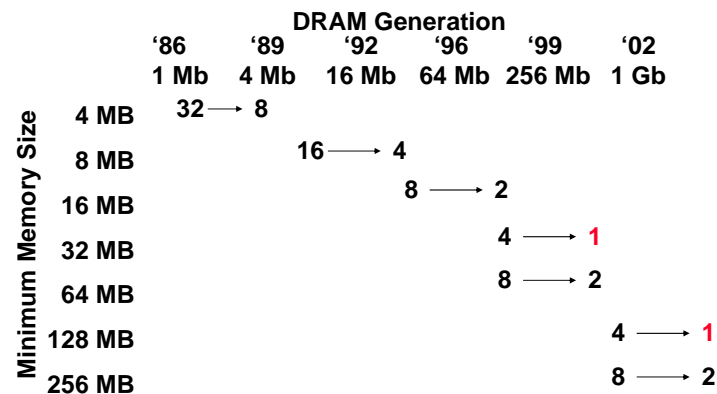 DRAM Generation
‘86 ‘89 ‘92 ‘96 ‘99 ‘02
1 Mb 4 Mb 16 Mb 64 Mb 256 Mb 1 Gb
Minimum Memory Size
4 MB 32 8
8 MB 16 4
16 MB 8 2
32 MB 4 1
64 MB 8 2
128 MB 4 1
256 MB 8 2